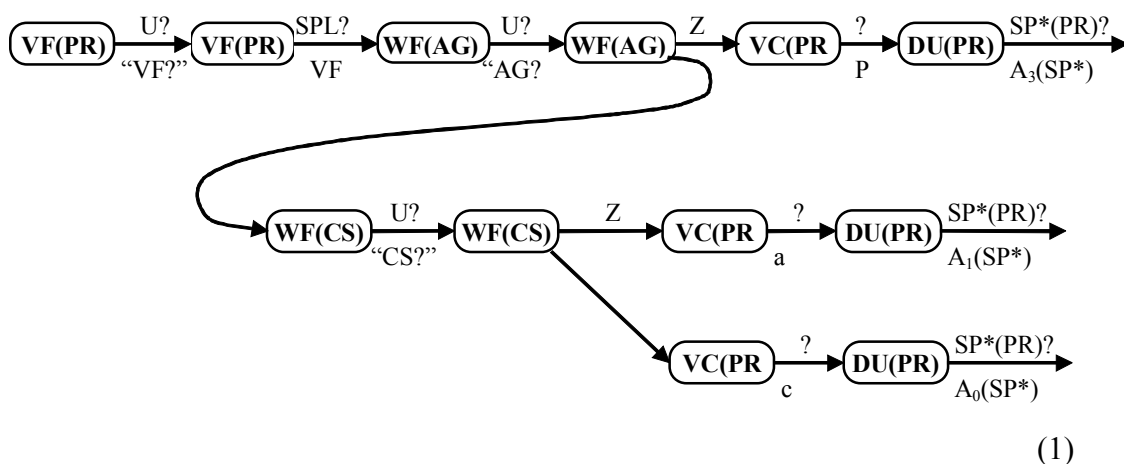 U? SPL? U? Z ? SP*(PR)?
VF(PR) VF(PR) WF(AG) WF(AG) VC(PR DU(PR)
“VF?” VF “AG? P A₃(SP*)
U? Z ? SP*(PR)?
WF(CS) WF(CS) VC(PR DU(PR)
“CS?” a A₁(SP*)
? SP*(PR)?
VC(PR DU(PR)
c A₀(SP*)
(1)